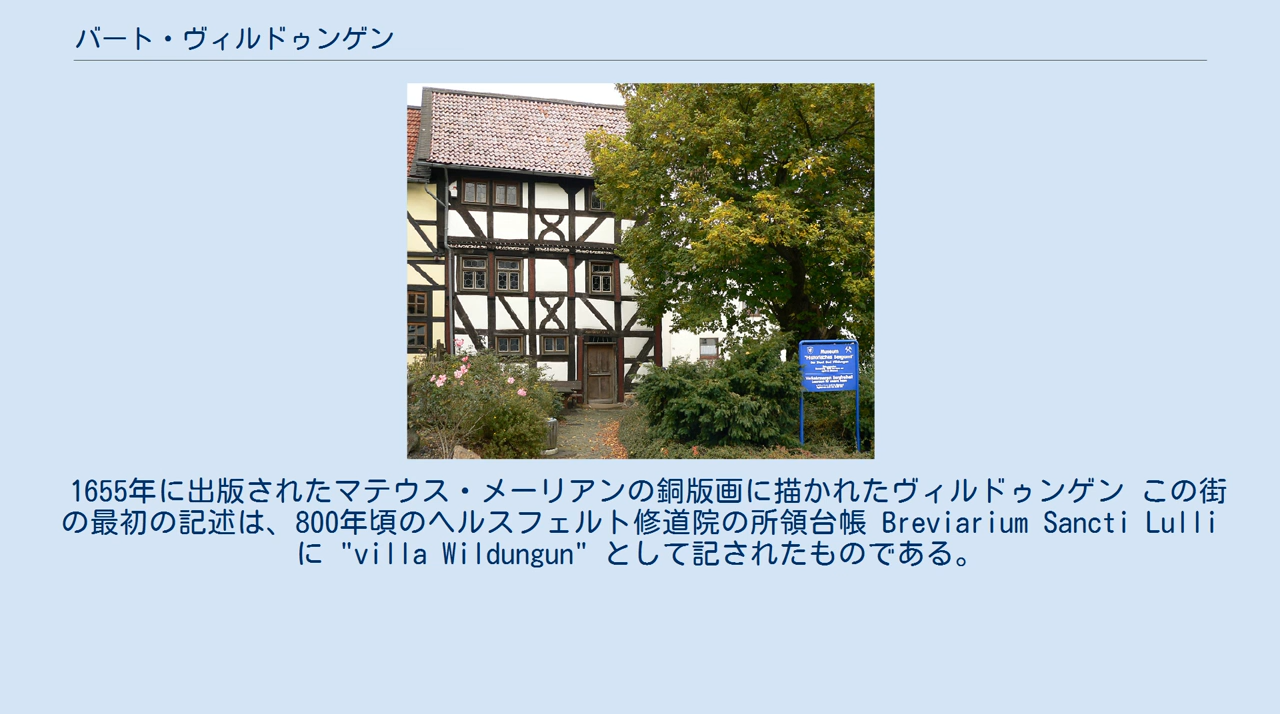 バート・ヴィルドゥンゲン
Museum
1655年に出版されたマテウス・メーリアンの銅版画に描かれたヴィルドゥンゲン この街
の最初の記述は、800年頃のヘルスフェルト修道院の所領台帳 Breviarium Sancti Lulli
に "villa Wildungun" として記されたものである。